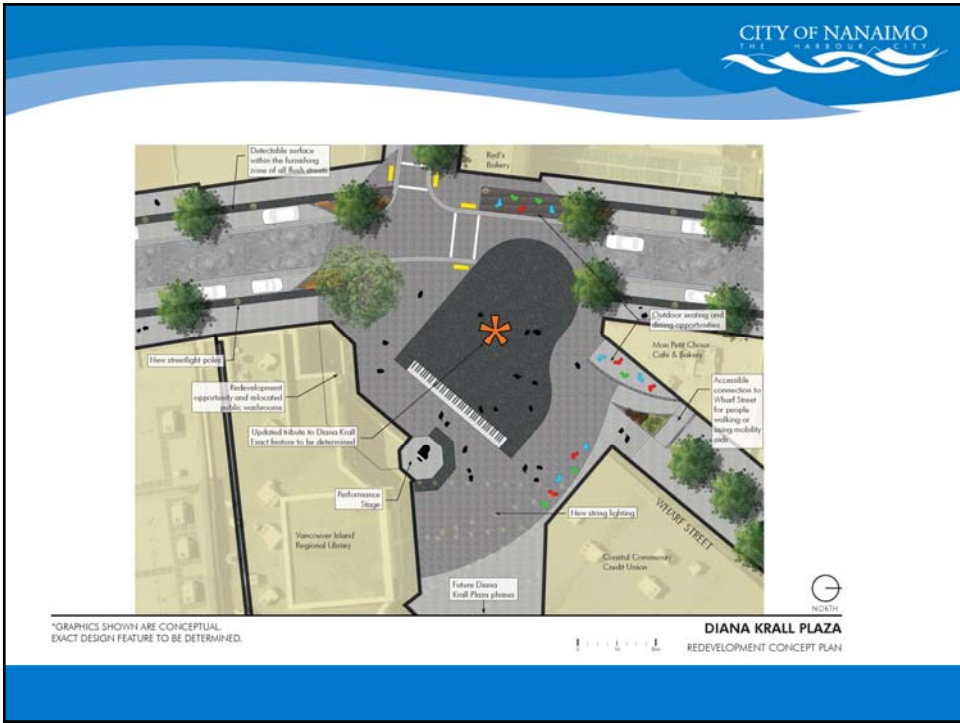 CITY OF NANAIMO
THE HARBOUR CITY
Detectable surface
within the furnishing
zone of all flush streets
Red's
Bakery
Outdoor seating and
dining opportunities
Mon Petit Choux
Cafe & Bakery
New streetlight poles
Accessible
connection to
Wharf Street
for people
walking or
using mobility
aids
Redevelopment
opportunity and relocated
public washrooms
Updated tribute to Diana Krall
Exact feature to be determined
Performance
Stage
New string lighting
WHARF STREET
Vancouver Island
Regional Library
Coastal Community
Credit Union
Future Diana
Krall Plaza phases
NORTH
*GRAPHICS SHOWN ARE CONCEPTUAL.
EXACT DESIGN FEATURE TO BE DETERMINED.
DIANA KRALL PLAZA
REDEVELOPMENT CONCEPT PLAN